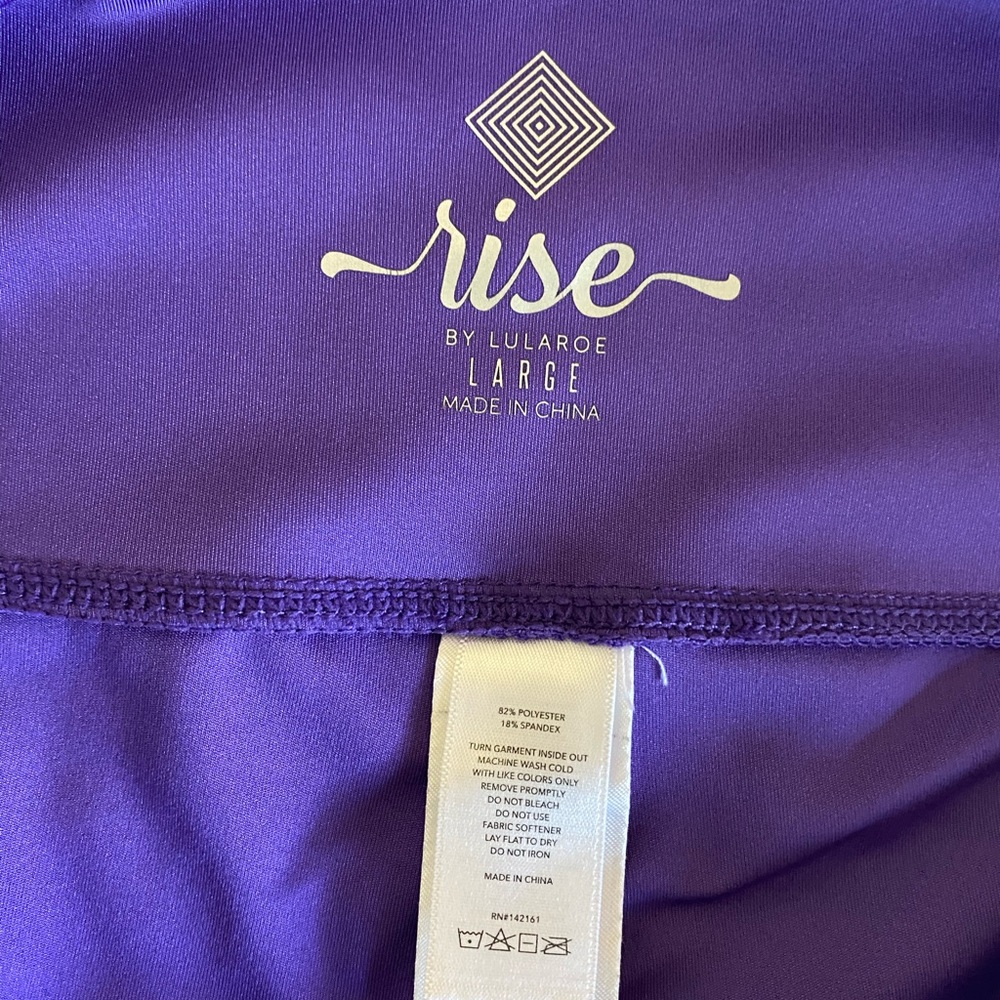 rise
BY LULAROE
LARGE
MADE IN CHINA
82% POLYESTER
18% SPANDEX
TURN GARMENT INSIDE OUT
MACHINE WASH COLD
WITH LIKE COLORS ONLY
REMOVE PROMPTLY
DO NOT BLEACH
DO NOT USE
FABRIC SOFTENER
LAY FLAT TO DRY
DO NOT IRON
MADE IN CHINA
RN#142161